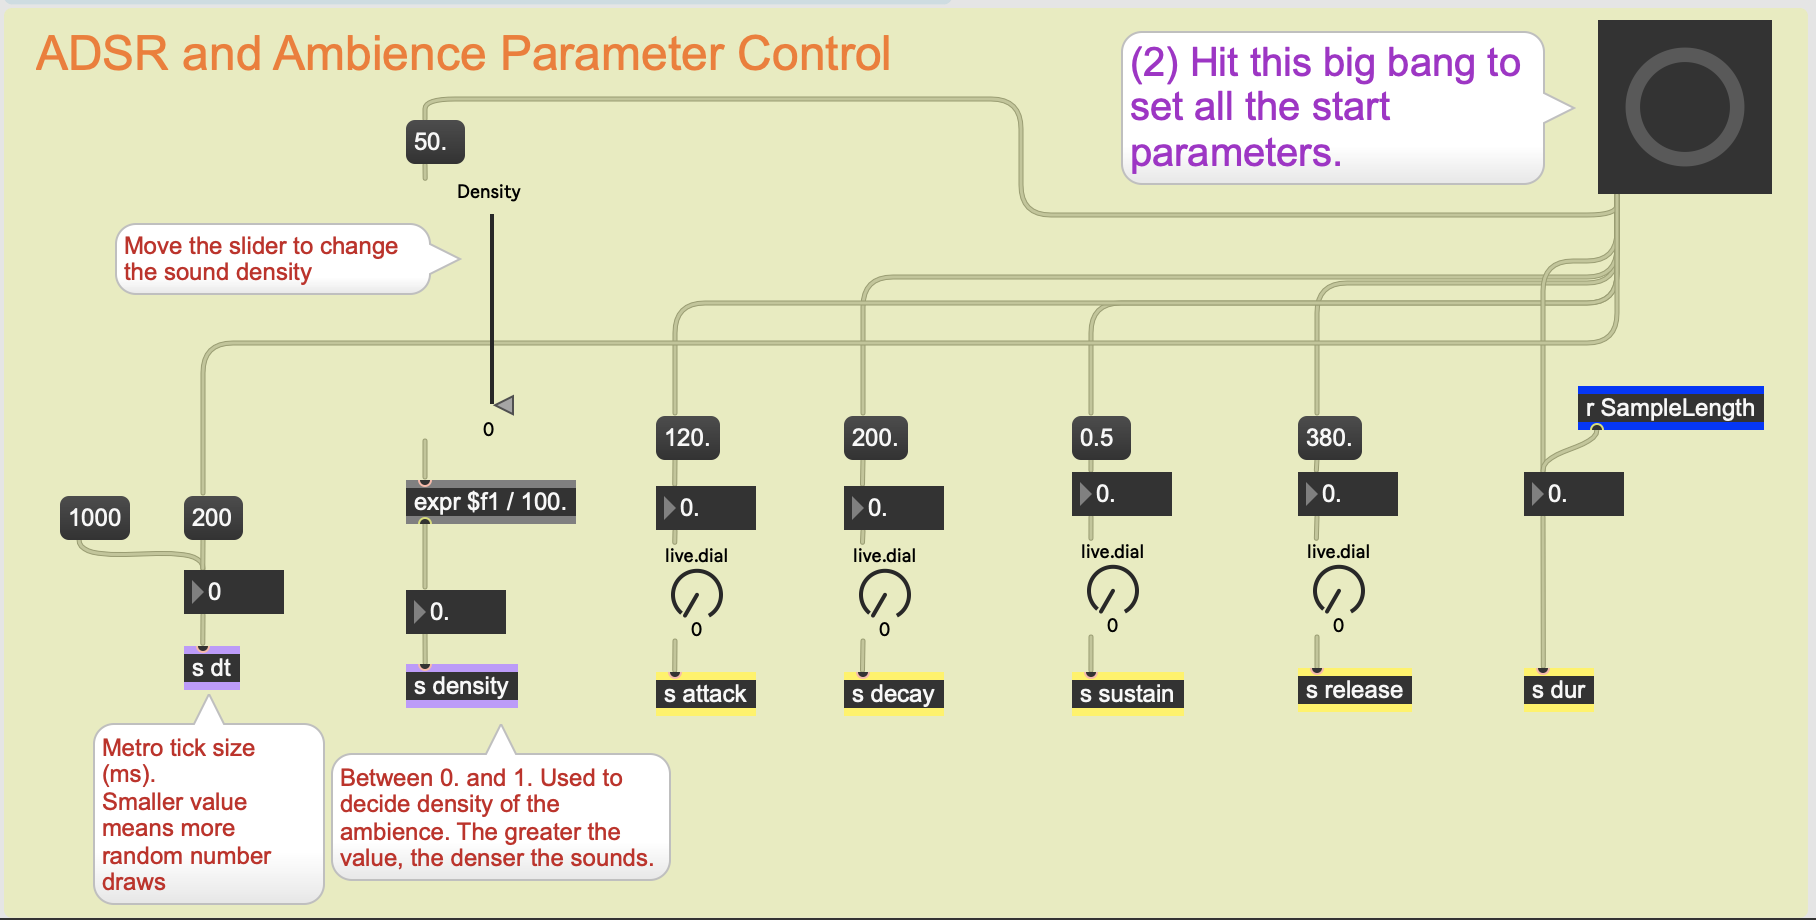 ADSR and Ambience Parameter Control
(2) Hit this big bang to
set all the start
parameters.
50.
Density
Move the slider to change
the sound density
0
r SampleLength
120.
200.
0.5
380.
expr $f1 / 100.
1000
200
0.
0.
0.
0.
0.
live.dial
live.dial
live.dial
live.dial
0
0.
0
0
0
0
s dt
s density
s attack
s decay
s sustain
s release
s dur
Metro tick size
(ms).
Smaller value
means more
random number
draws
Between 0. and 1. Used to
decide density of the
ambience. The greater the
value, the denser the sounds.